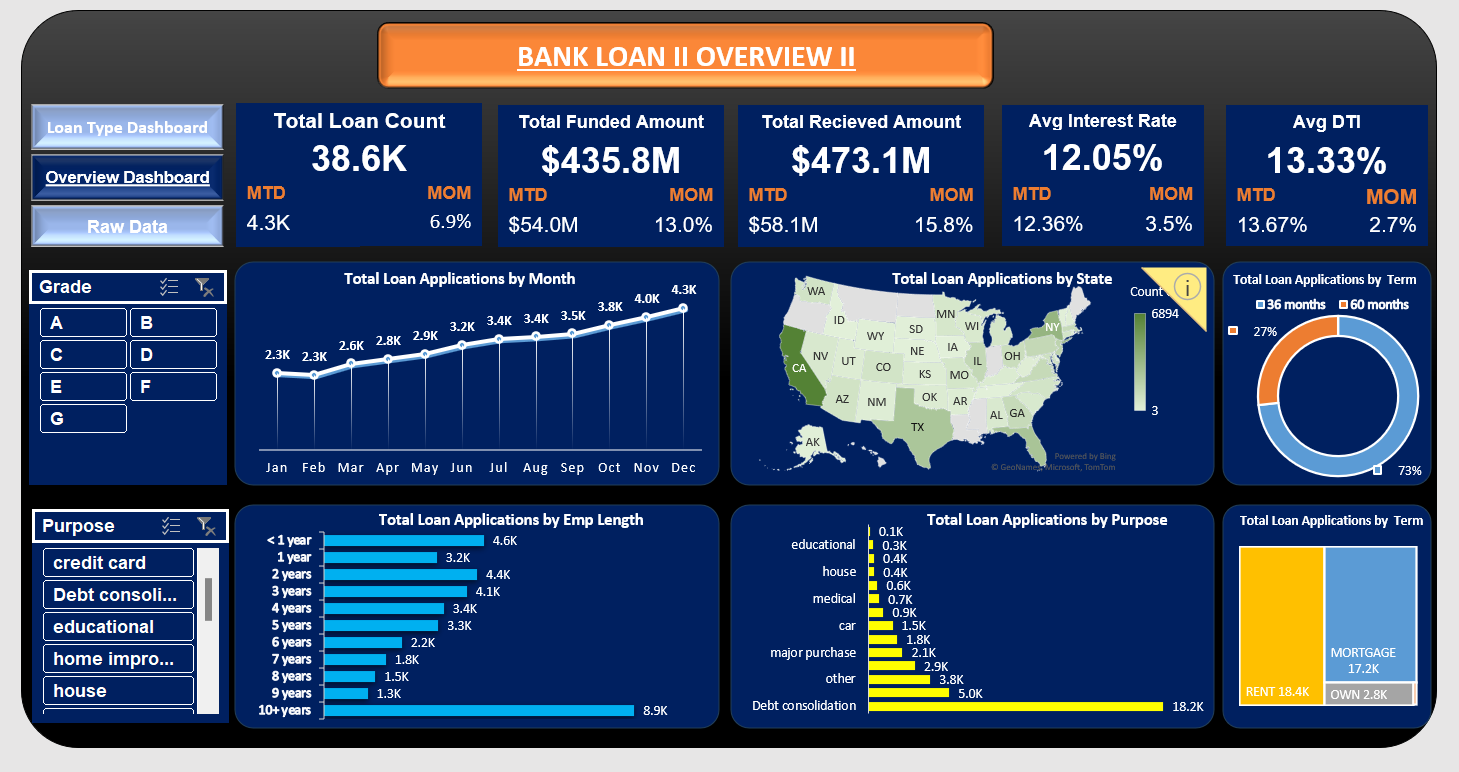 BANK LOAN II OVERVIEW II
Loan Type Dashboard
Overview Dashboard
Raw Data
Total Loan Count
38.6K
MTD MOM
4.3K 6.9%
Total Funded Amount
$435.8M
MTD MOM
$54.0M 13.0%
Total Recieved Amount
$473.1M
MTD MOM
$58.1M 15.8%
Avg Interest Rate
12.05%
MTD MOM
12.36% 3.5%
Avg DTI
13.33%
MTD MOM
13.67% 2.7%
Grade
A B
C D
E F
G
Total Loan Applications by Month
2.3K 2.3K 2.6K 2.8K 2.9K 3.2K 3.4K 3.4K 3.5K 3.8K 4.0K 4.3K
Jan Feb Mar Apr May Jun Jul Aug Sep Oct Nov Dec
Total Loan Applications by State
Count
i
6894
3
WA
MN
ID
SD
WI
NY
WY
NV
NE
IA
UT
IL
OH
CA
CO
KS
MO
AZ
NM
OK
AR
AL
GA
TX
AK
Powered by Bing
© GeoNames, Microsoft, TomTom
Total Loan Applications by Term
36 months 60 months
27%
73%
Purpose
credit card
Debt consoli...
educational
home impro...
house
Total Loan Applications by Emp Length
< 1 year 4.6K
1 year 3.2K
2 years 4.4K
3 years 4.1K
4 years 3.4K
5 years 3.3K
6 years 2.2K
7 years 1.8K
8 years 1.5K
9 years 1.3K
10+ years 8.9K
Total Loan Applications by Purpose
0.1K
educational 0.3K
0.4K
house 0.4K
0.6K
medical 0.7K
0.9K
car 1.5K
1.8K
major purchase 2.1K
2.9K
other 3.8K
5.0K
Debt consolidation 18.2K
Total Loan Applications by Term
MORTGAGE
17.2K
RENT 18.4K
OWN 2.8K